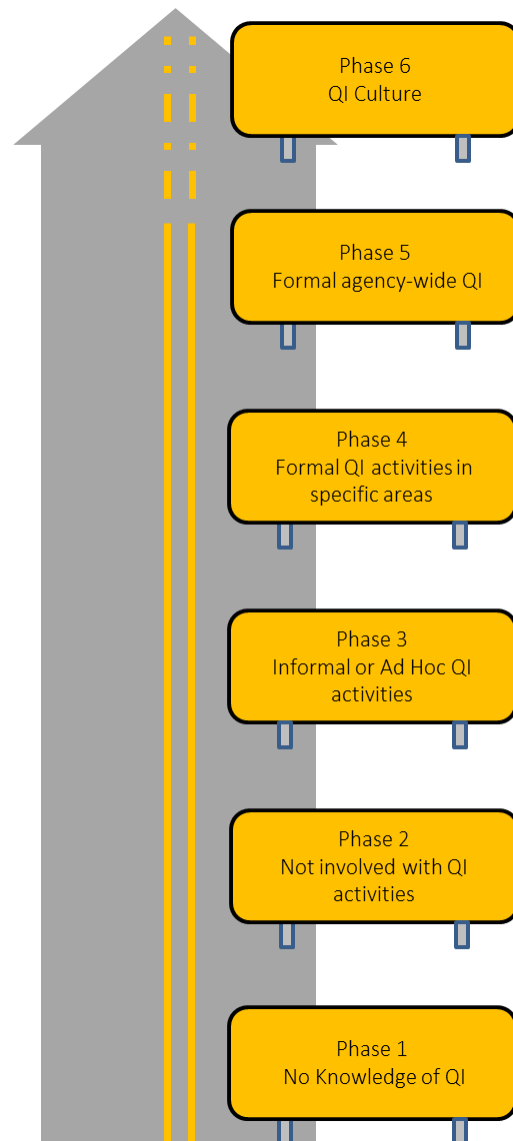 Phase 6
QI Culture
Phase 5
Formal agency-wide QI
Phase 4
Formal QI activities in
specific areas
Phase 3
Informal or Ad Hoc QI
activities
Phase 2
Not involved with QI
activities
Phase 1
No Knowledge of QI